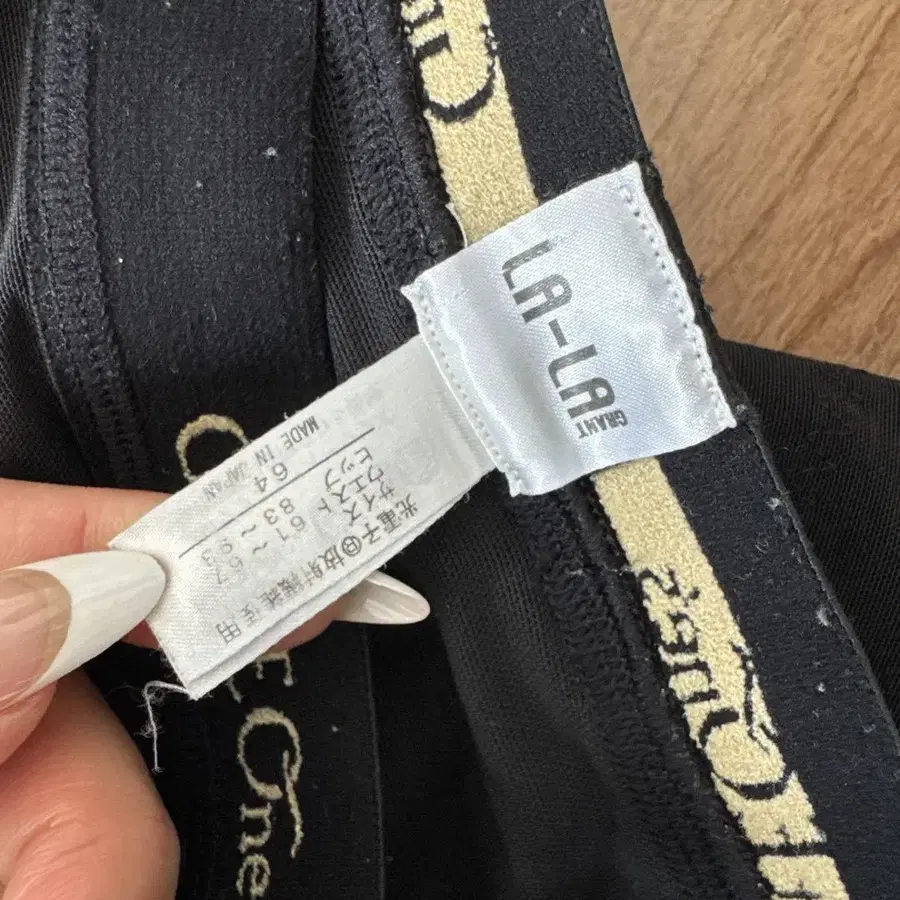 LA-LA
GRANT
光電子®放射繊維使用
サイズ 64
ウエスト 61～
ヒップ 83～93
MADE IN JAPAN
E One